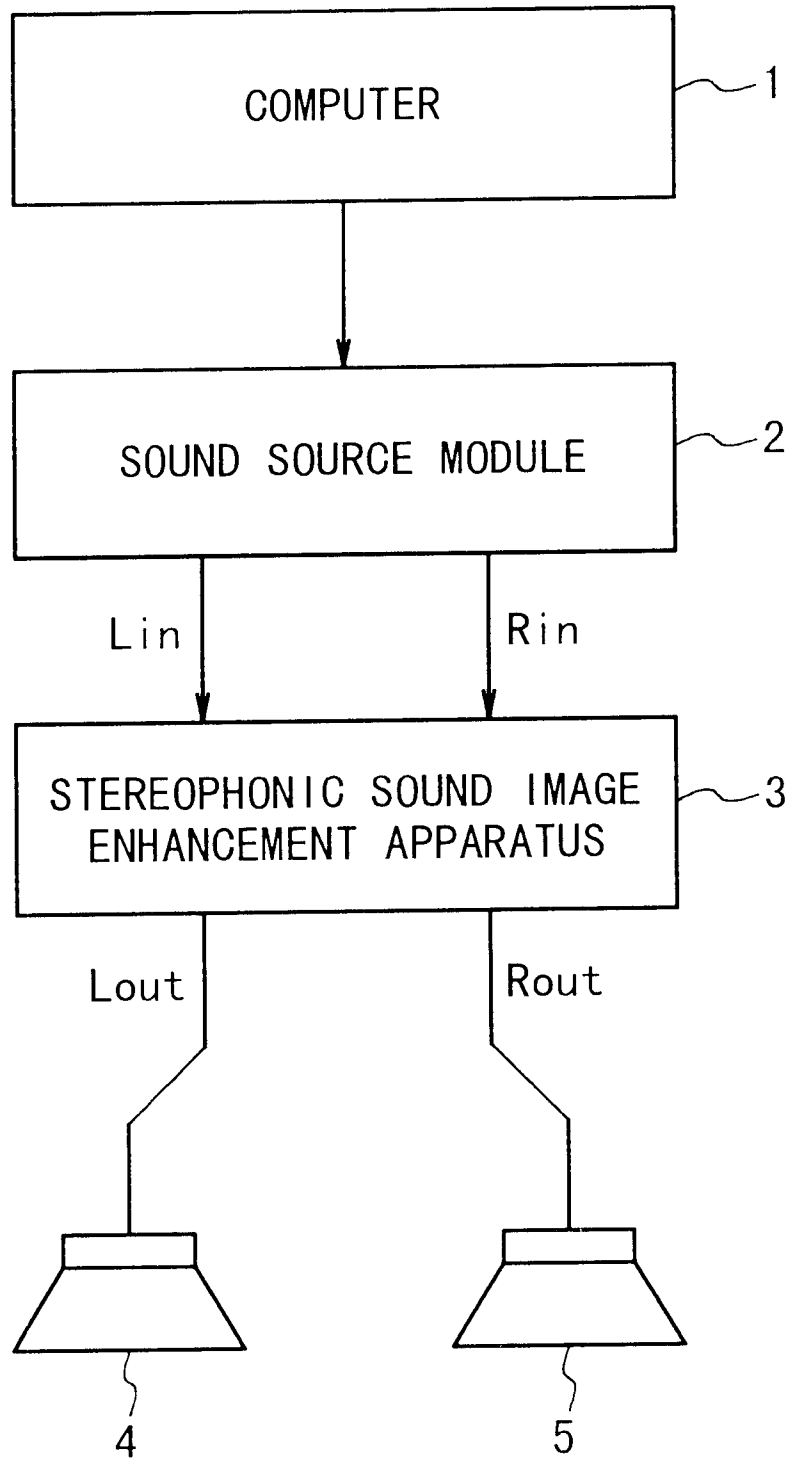 COMPUTER
1
SOUND SOURCE MODULE
2
Lin
Rin
STEREOPHONIC SOUND IMAGE
ENHANCEMENT APPARATUS
3
Lout
Rout
4
5